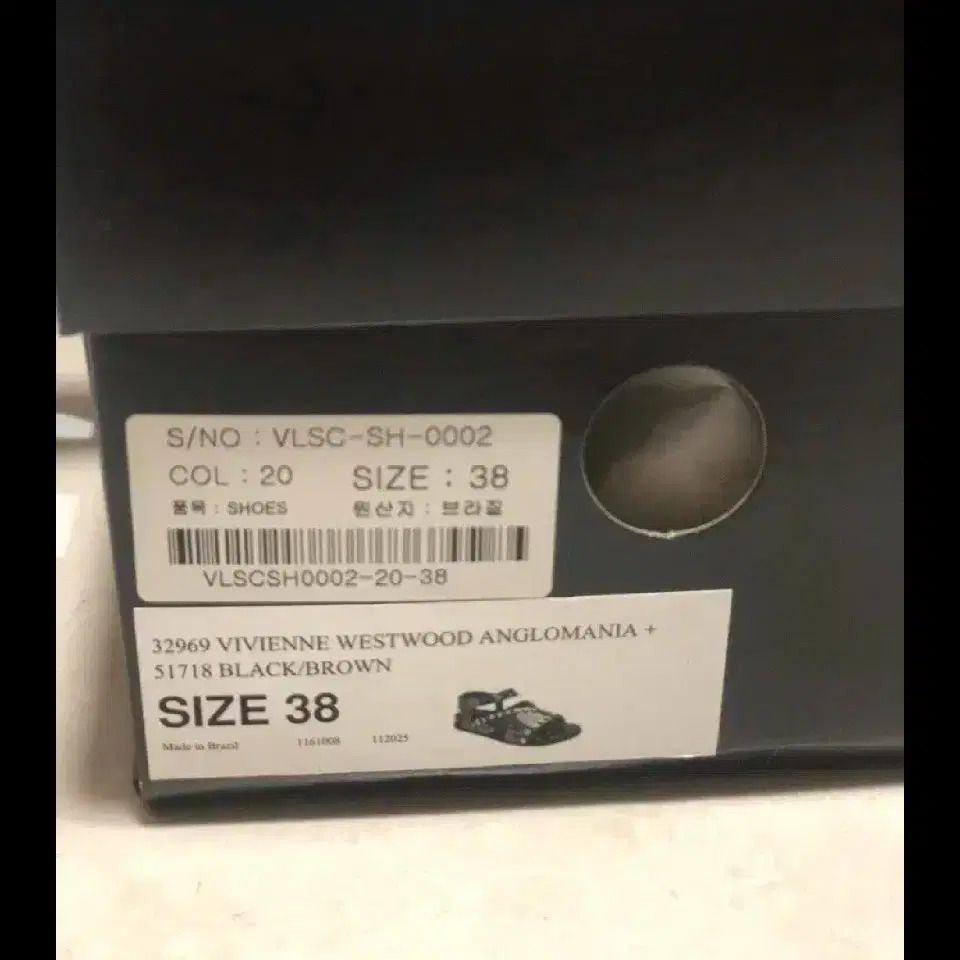 S/NO : VLSC-SH-0002
COL : 20 SIZE : 38
품목 : SHOES 원산지 : 브라질
VLSCSH0002-20-38
32969 VIVIENNE WESTWOOD ANGLOMANIA +
51718 BLACK/BROWN
SIZE 38
Made in Brazil 1161008 112025